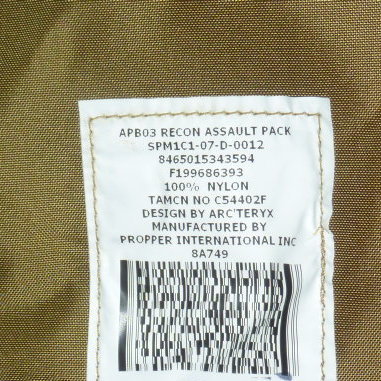 APB03 RECON ASSAULT PACK
SPM1C1-07-D-0012
8465015343594
F199686393
100% NYLON
TAMCN NO C54402F
DESIGN BY ARC'TERYX
MANUFACTURED BY
PROPPER INTERNATIONAL INC
8A749